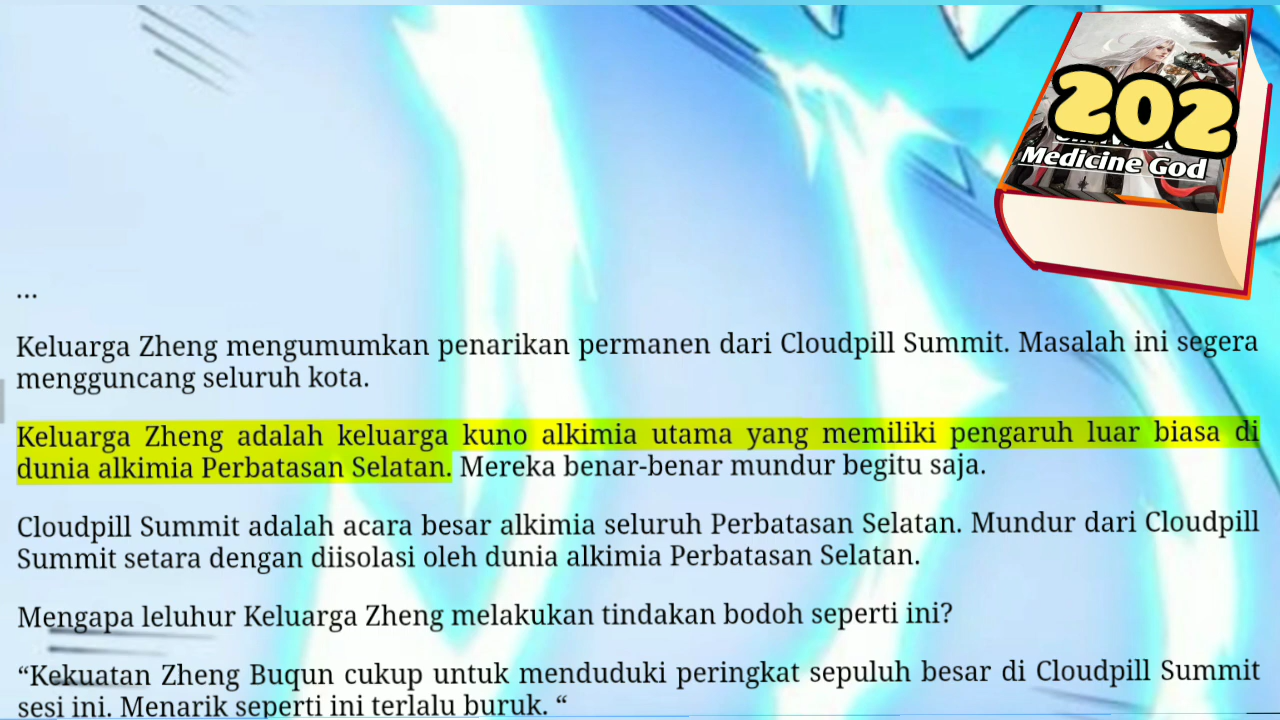 202
Medicine God
...
Keluarga Zheng mengumumkan penarikan permanen dari Cloudpill Summit. Masalah ini segera
mengguncang seluruh kota.
Keluarga Zheng adalah keluarga kuno alkimia utama yang memiliki pengaruh luar biasa di
dunia alkimia Perbatasan Selatan. Mereka benar-benar mundur begitu saja.
Cloudpill Summit adalah acara besar alkimia seluruh Perbatasan Selatan. Mundur dari Cloudpill
Summit setara dengan diisolasi oleh dunia alkimia Perbatasan Selatan.
Mengapa leluhur Keluarga Zheng melakukan tindakan bodoh seperti ini?
“Kekuatan Zheng Buqun cukup untuk menduduki peringkat sepuluh besar di Cloudpill Summit
sesi ini. Menarik seperti ini terlalu buruk. “